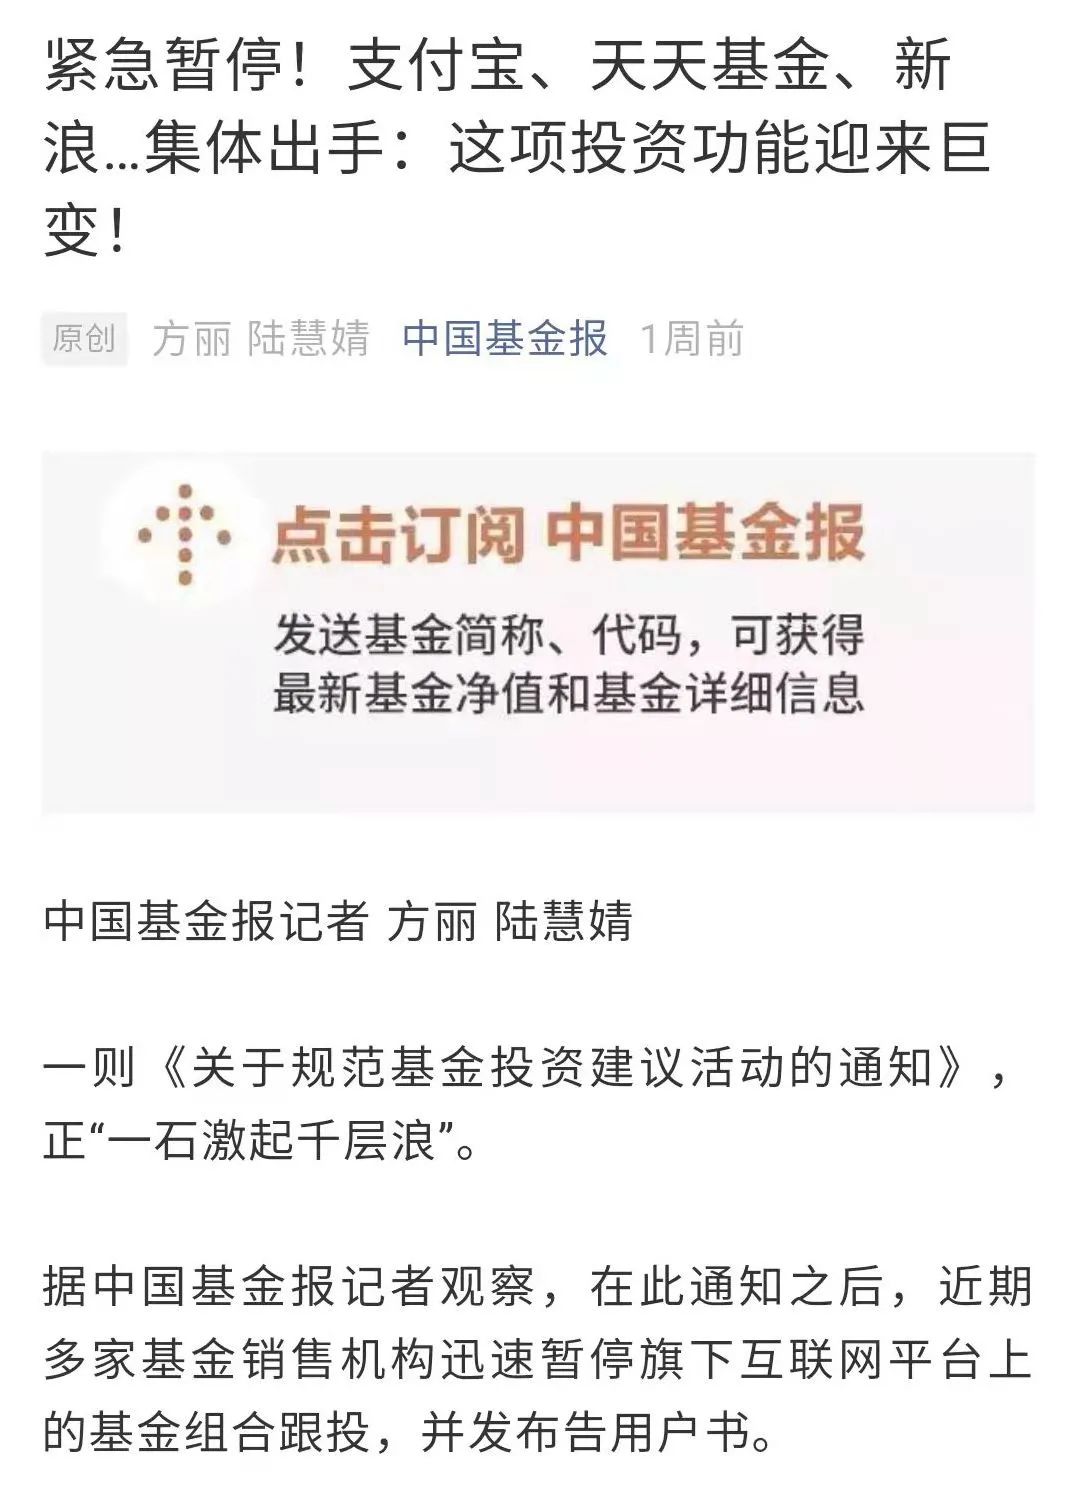 紧急暂停！支付宝、天天基金、新
浪...集体出手：这项投资功能迎来巨
变！
原创 方丽 陆慧婧 中国基金报 1周前
点击订阅 中国基金报
发送基金简称、代码，可获得
最新基金净值和基金详细信息
中国基金报记者 方丽 陆慧婧
一则《关于规范基金投资建议活动的通知》，
正“一石激起千层浪”。
据中国基金报记者观察，在此通知之后，近期
多家基金销售机构迅速暂停旗下互联网平台上
的基金组合跟投，并发布告用户书。